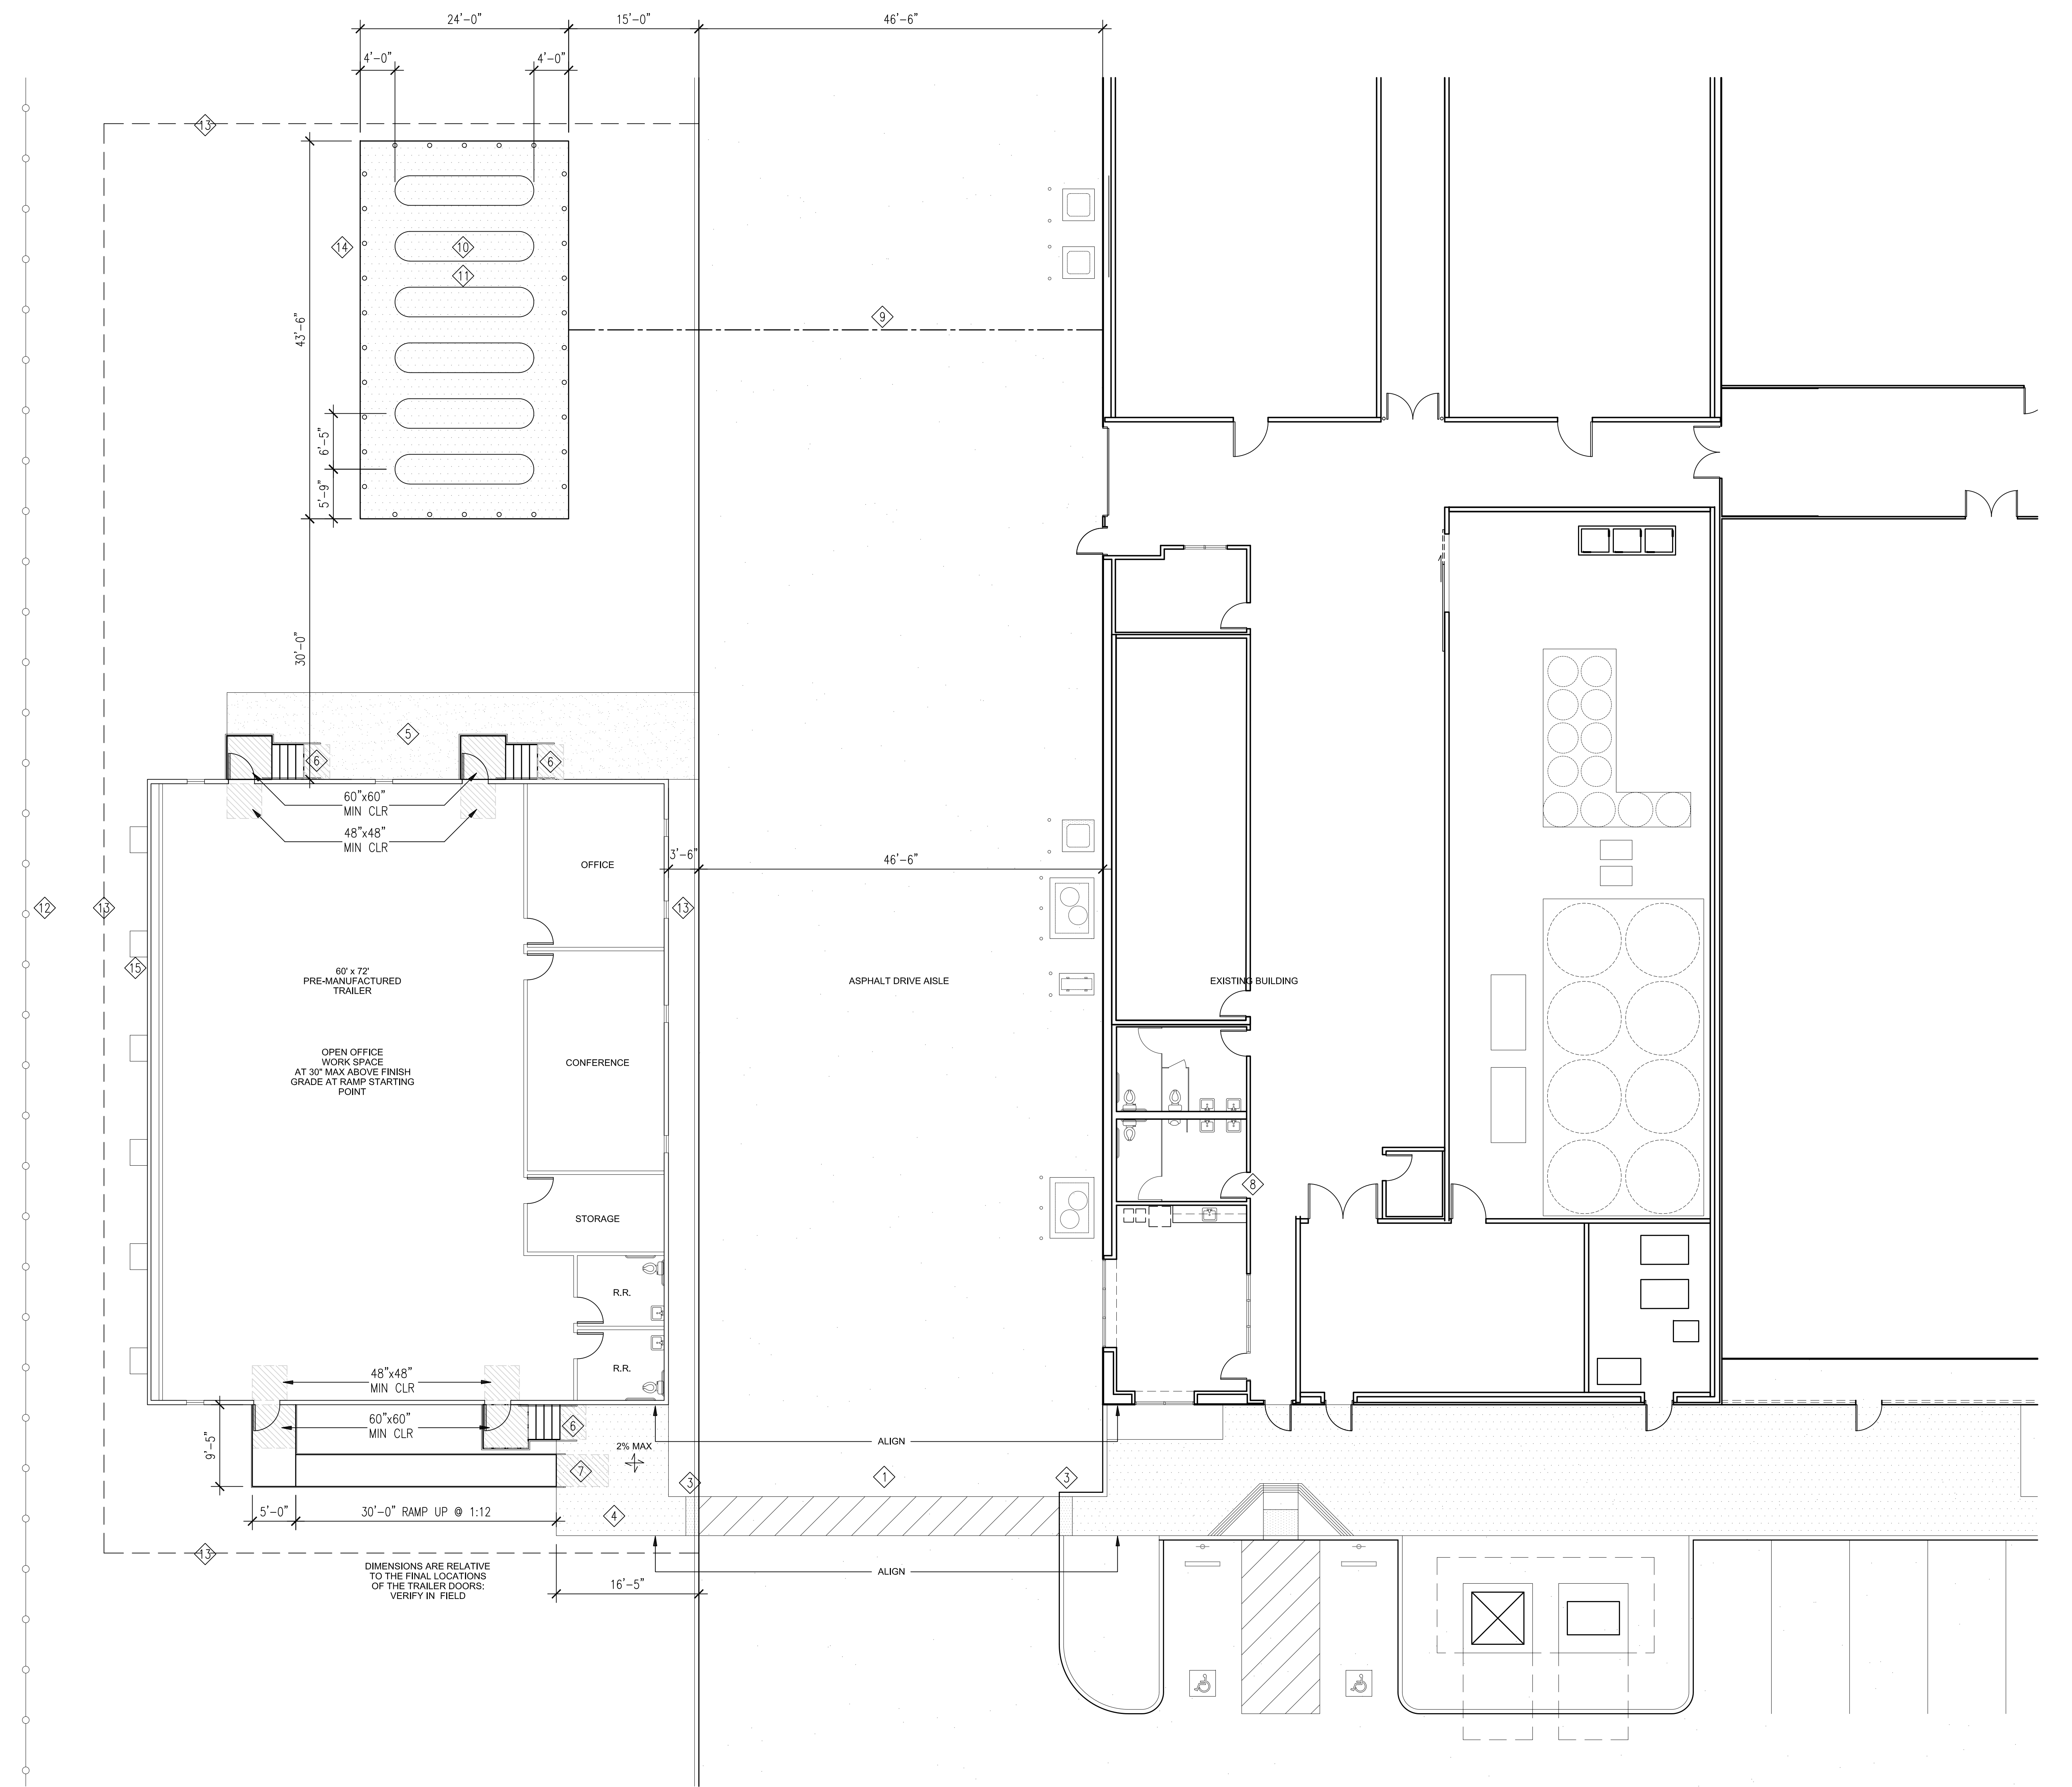 24'-0"
15'-0"
46'-6"
4'-0"
4'-0"
13
14
10
11
9
43'-6"
6'-5"
5'-9"
30'-0"
5
6
6
60"x60"
MIN CLR
48"x48"
MIN CLR
OFFICE
3'-6"
46'-6"
12
13
13
15
60' x 72'
PRE-MANUFACTURED
TRAILER
ASPHALT DRIVE AISLE
EXISTING BUILDING
OPEN OFFICE
WORK SPACE
AT 30" MAX ABOVE FINISH
GRADE AT RAMP STARTING
POINT
CONFERENCE
8
STORAGE
R.R.
R.R.
48"x48"
MIN CLR
60"x60"
MIN CLR
6
9'-5"
2% MAX
ALIGN
7
3
1
3
5'-0"
30'-0" RAMP UP @ 1:12
4
13
DIMENSIONS ARE RELATIVE
TO THE FINAL LOCATIONS
OF THE TRAILER DOORS;
VERIFY IN FIELD
ALIGN
16'-5"